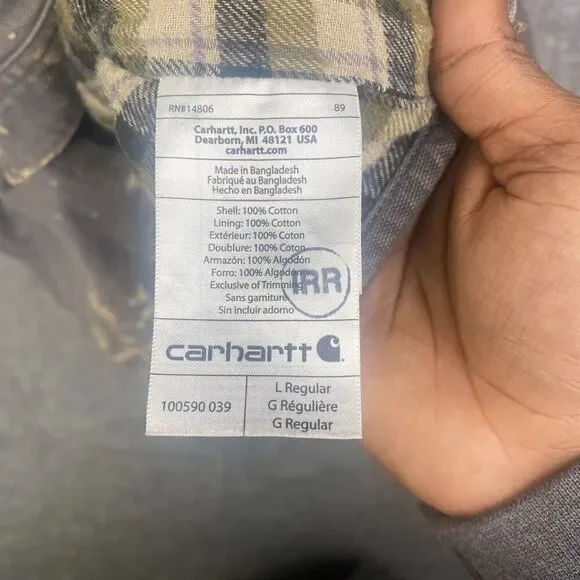 RN#14806 89
Carhartt, Inc. P.O. Box 600
Dearborn, MI 48121 USA
carhartt.com
Made in Bangladesh
Fabriqué au Bangladesh
Hecho en Bangladesh
Shell: 100% Cotton
Lining: 100% Cotton
Extérieur: 100% Coton
Doublure: 100% Coton
Armazón: 100% Algodón
Forro: 100% Algodón
Exclusive of Trimming
Sans garniture
Sin incluir adorno
IRR
carhartt
100590 039
L Regular
G Régulière
G Regular